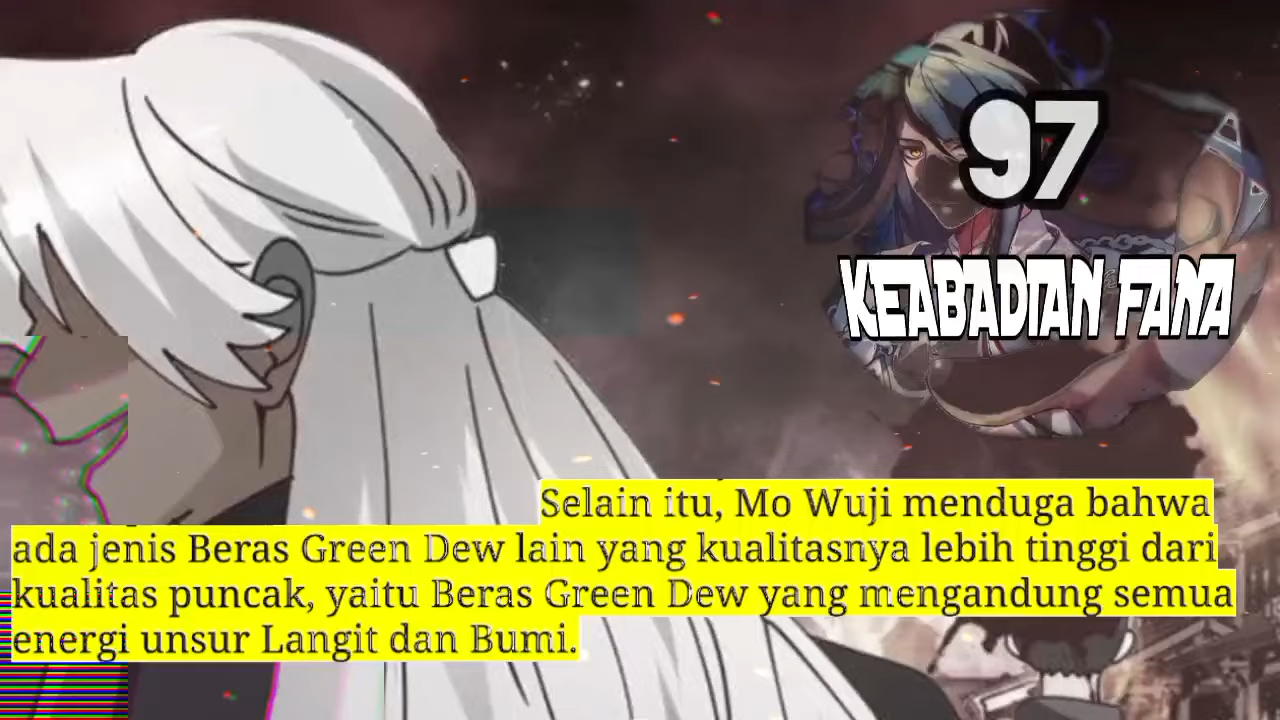 97
KEABADIAN FANA
Selain itu, Mo Wuji menduga bahwa
ada jenis Beras Green Dew lain yang kualitasnya lebih tinggi dari
kualitas puncak, yaitu Beras Green Dew yang mengandung semua
energi unsur Langit dan Bumi.